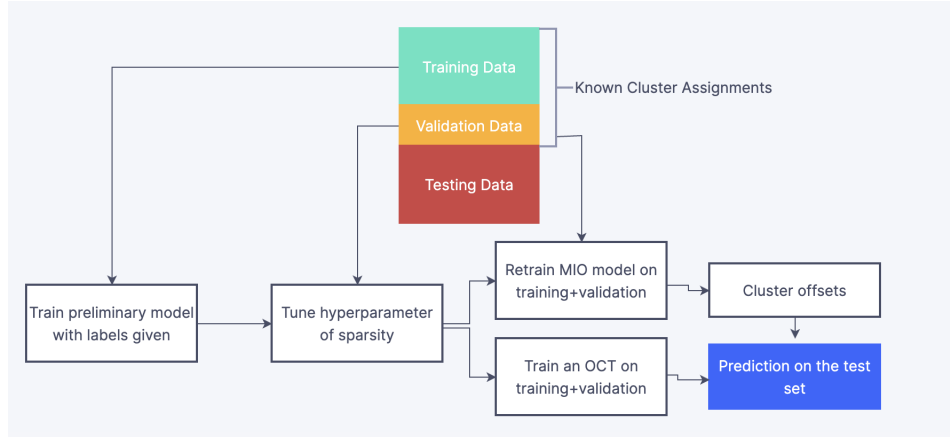 Training Data
Known Cluster Assignments
Validation Data
Testing Data
Retrain MIO model on
training+validation
Cluster offsets
Train preliminary model
with labels given
Tune hyperparameter
of sparsity
Train an OCT on
training+validation
Prediction on the test
set